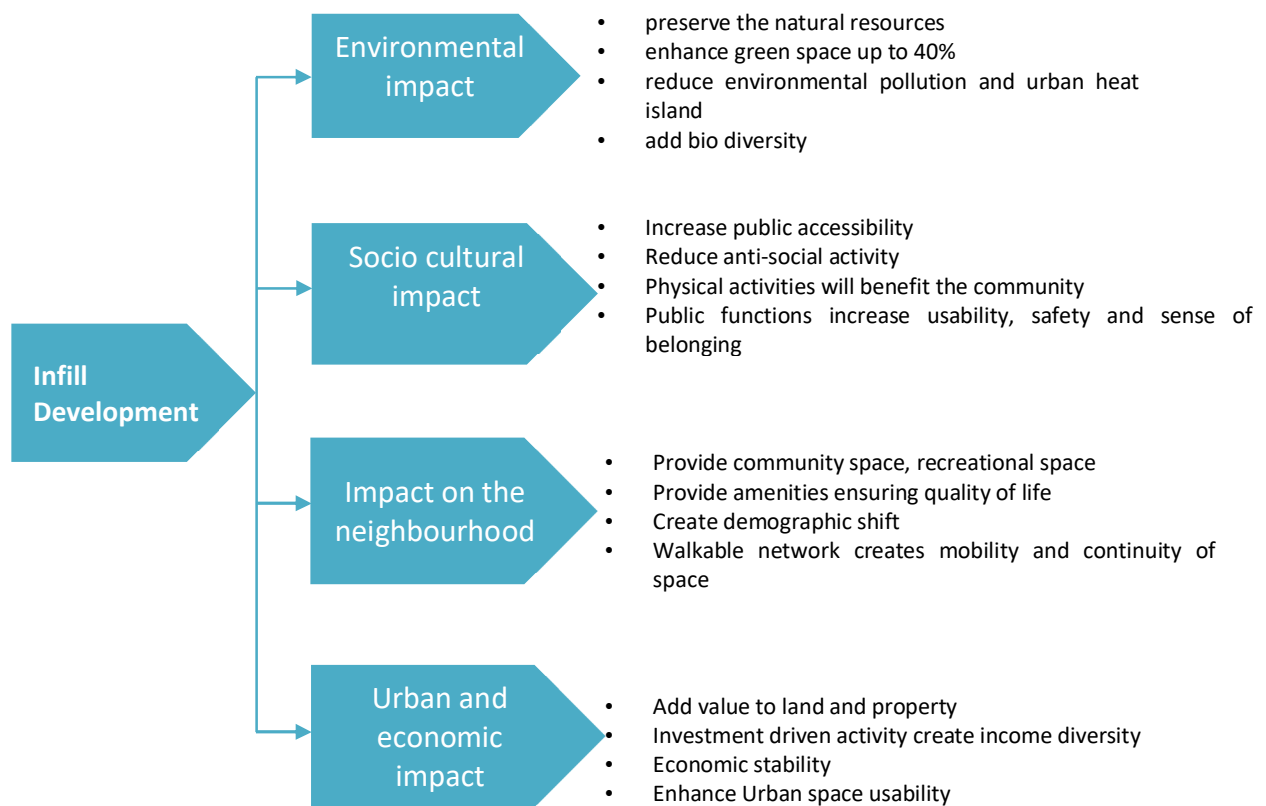 Infill
Development
Environmental
impact
• preserve the natural resources
• enhance green space up to 40%
• reduce environmental pollution and urban heat
island
• add bio diversity
Socio cultural
impact
• Increase public accessibility
• Reduce anti-social activity
• Physical activities will benefit the community
• Public functions increase usability, safety and sense of
belonging
Impact on the
neighbourhood
• Provide community space, recreational space
• Provide amenities ensuring quality of life
• Create demographic shift
• Walkable network creates mobility and continuity of
space
Urban and
economic
impact
• Add value to land and property
• Investment driven activity create income diversity
• Economic stability
• Enhance Urban space usability